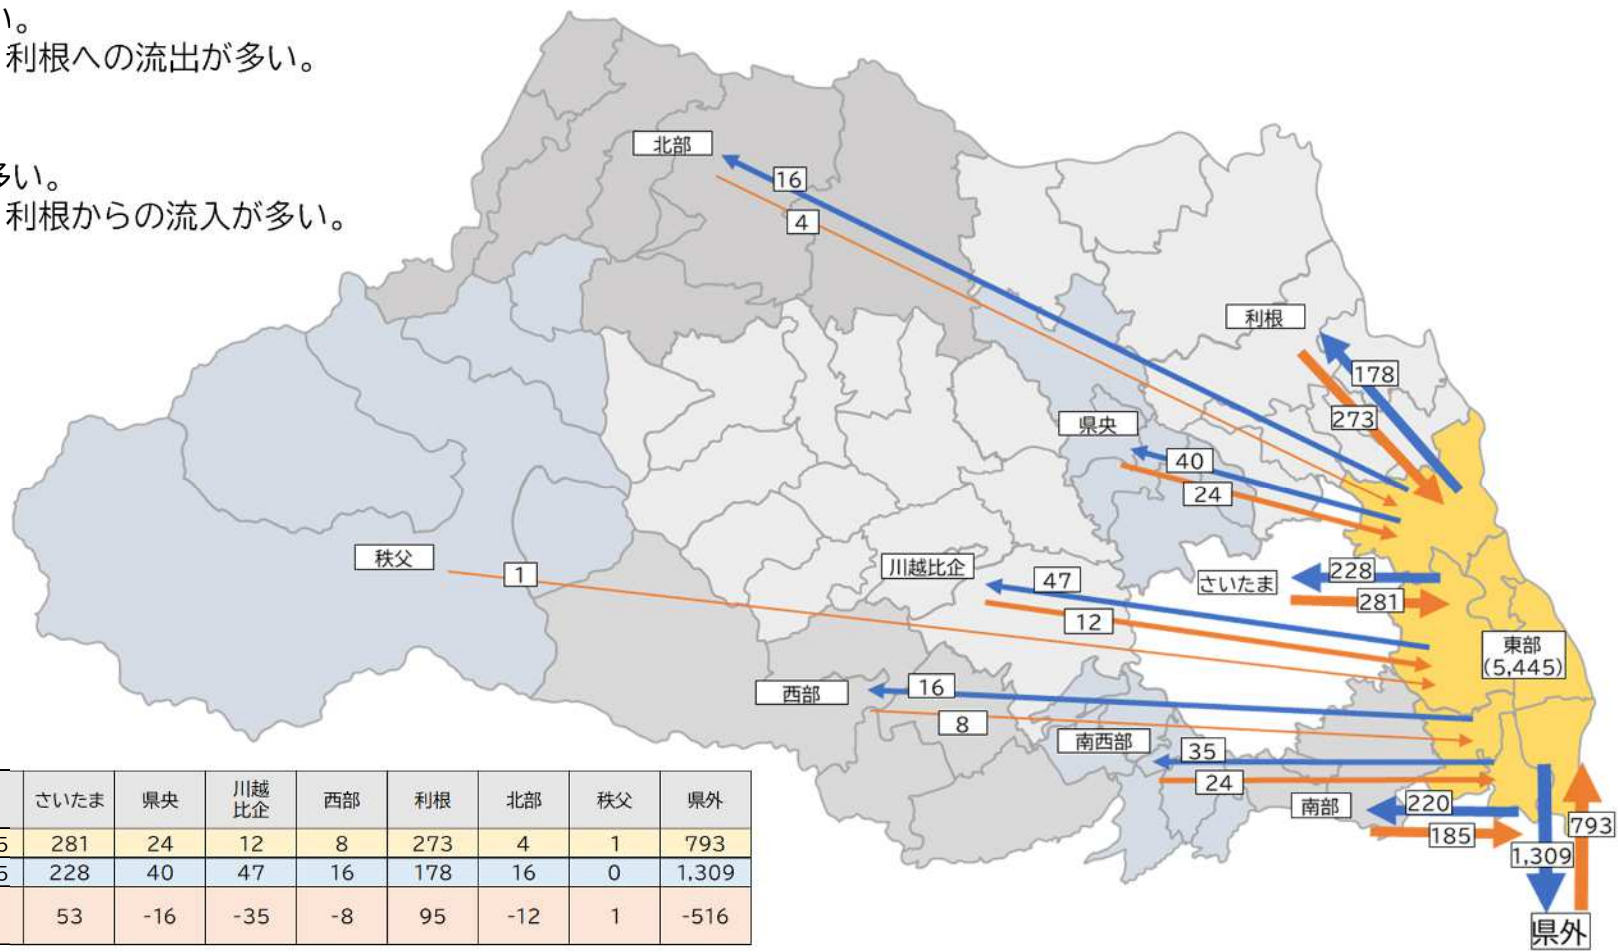 い。
利根への流出が多い。
多い。
利根からの流入が多い。
北部
16
4
利根
178
273
県央
40
24
秩父
1
川越比企
47
12
さいたま
228
281
東部
(5,445)
西部
16
8
南西部
35
24
南部
220
185
793
1,309
県外
さいたま 県央 川越比企 西部 利根 北部 秩父 県外
5 281 24 12 8 273 4 1 793
5 228 40 47 16 178 16 0 1,309
53 -16 -35 -8 95 -12 1 -516